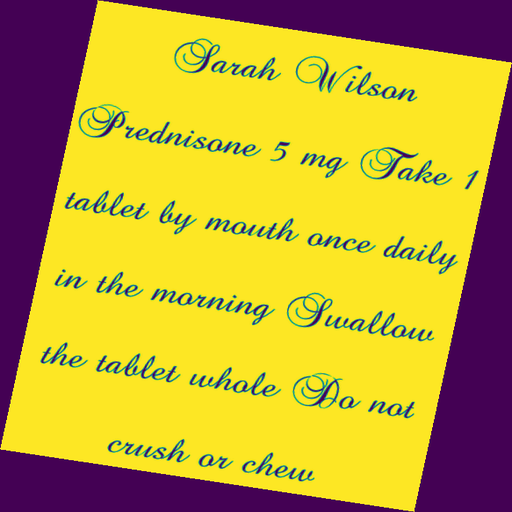 Sarah Wilson
Prednisone 5 mg Take 1
tablet by mouth once daily
in the morning Swallow
the tablet whole Do not
crush or chew